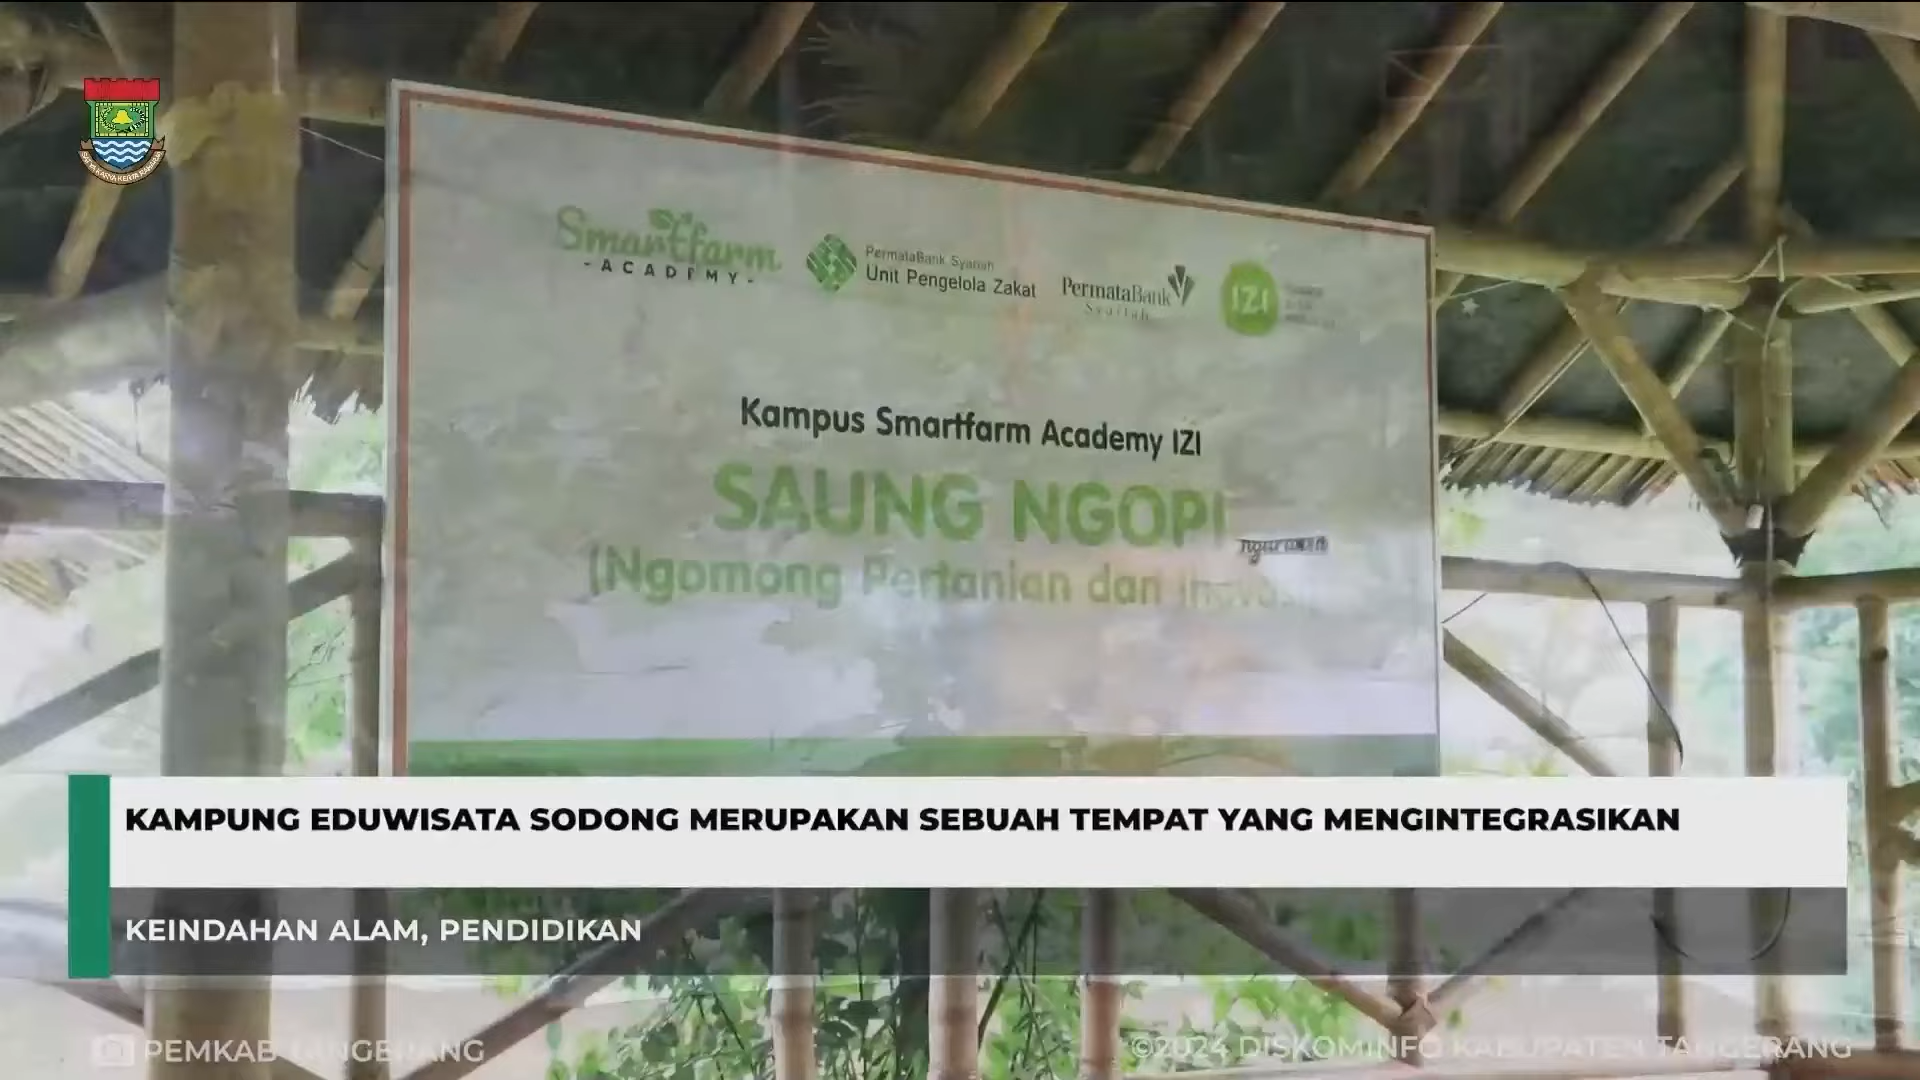 Smartfarm
-ACADEMY-
PermataBank Syariah
Unit Pengelola Zakat
PermataBank
Syariah
IZI
Kampus Smartfarm Academy IZI
SAUNG NGOPI
(Ngomong Pertanian dan Inovasi)
KAMPUNG EDUWISATA SODONG MERUPAKAN SEBUAH TEMPAT YANG MENGINTEGRASIKAN
KEINDAHAN ALAM, PENDIDIKAN
PEMKAB TANGERANG
©2024 DISKOMINFO KABUPATEN TANGERANG